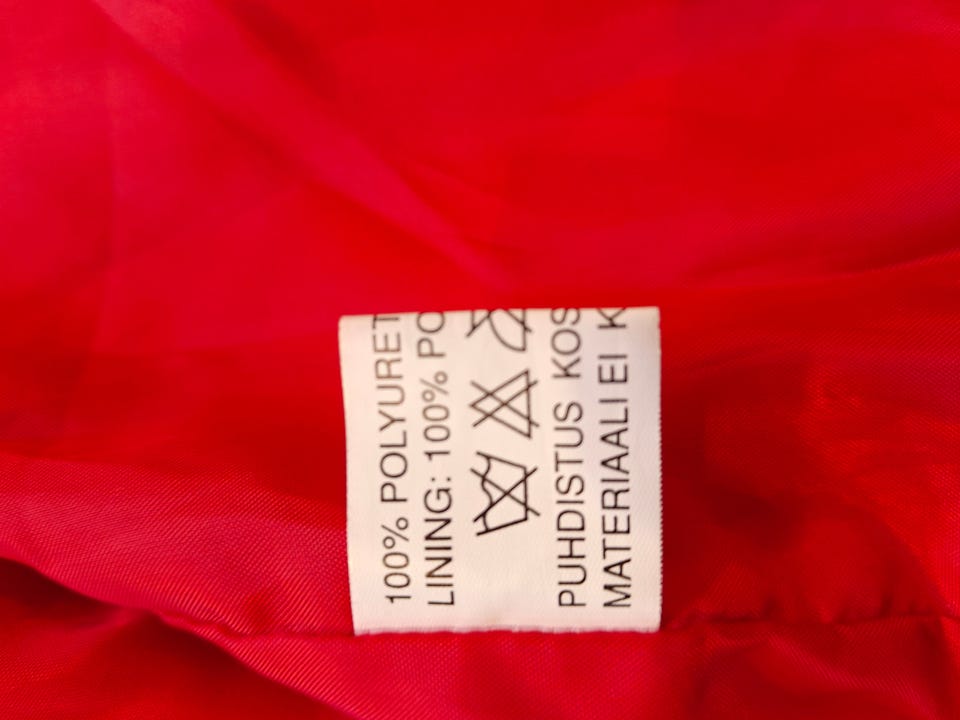 100% POLYURET
LINING: 100% PO
PUHDISTUS KOS
MATERIAALI EI K